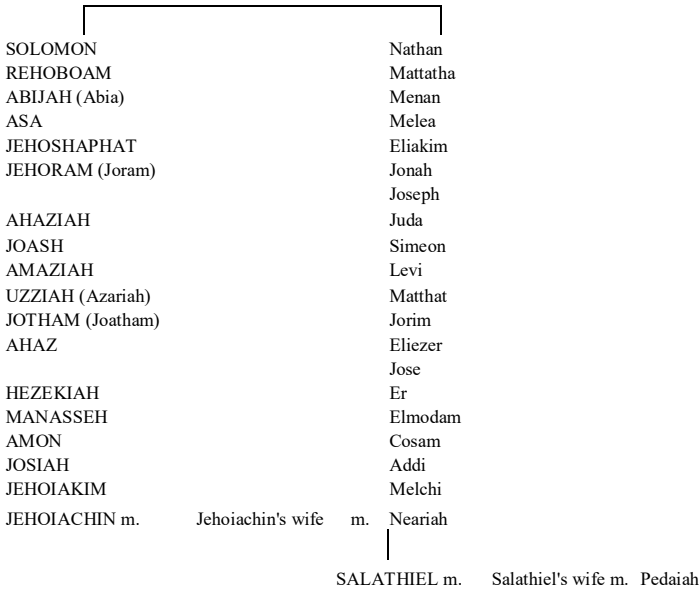 SOLOMON Nathan
REHOBOAM Mattatha
ABIJAH (Abia) Menan
ASA Melea
JEHOSHAPHAT Eliakim
JEHORAM (Joram) Jonah
Joseph
AHAZIAH Juda
JOASH Simeon
AMAZIAH Levi
UZZIAH (Azariah) Matthat
JOTHAM (Joatham) Jorim
AHAZ Eliezer
Jose
HEZEKIAH Er
MANASSEH Elmodam
AMON Cosam
JOSIAH Addi
JEHOIAKIM Melchi
JEHOIACHIN m. Jehoiachin's wife m. Neariah
SALATHIEL m. Salathiel's wife m. Pedaiah